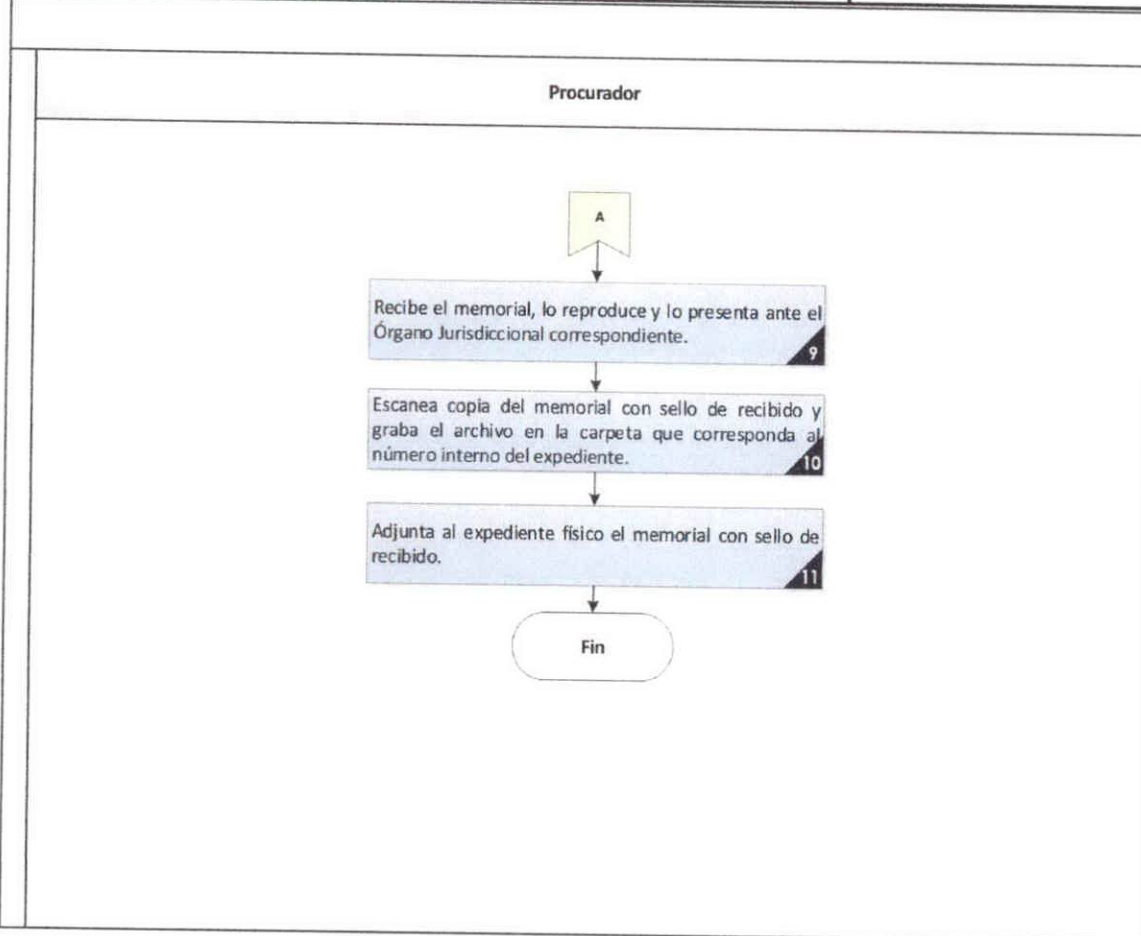 Procurador
A
Recibe el memorial, lo reproduce y lo presenta ante el
Órgano Jurisdiccional correspondiente.
9
Escanea copia del memorial con sello de recibido y
graba el archivo en la carpeta que corresponda al
número interno del expediente.
10
Adjunta al expediente físico el memorial con sello de
recibido.
11
Fin